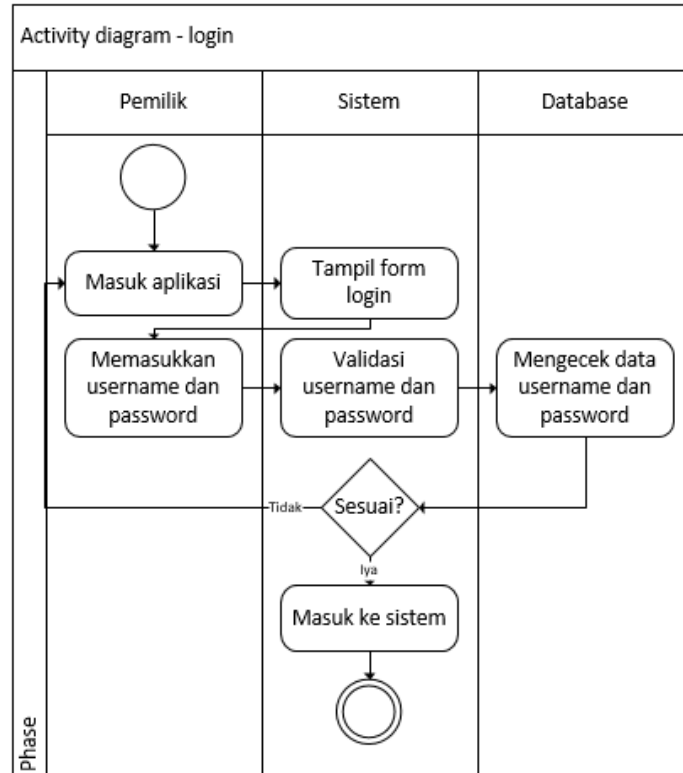 Activity diagram - login
Pemilik
Sistem
Database
Masuk aplikasi
Tampil form
login
Memasukkan
username dan
password
Validasi
username dan
password
Mengecek data
username dan
password
Sesuai?
Tidak
Iya
Masuk ke sistem
Phase